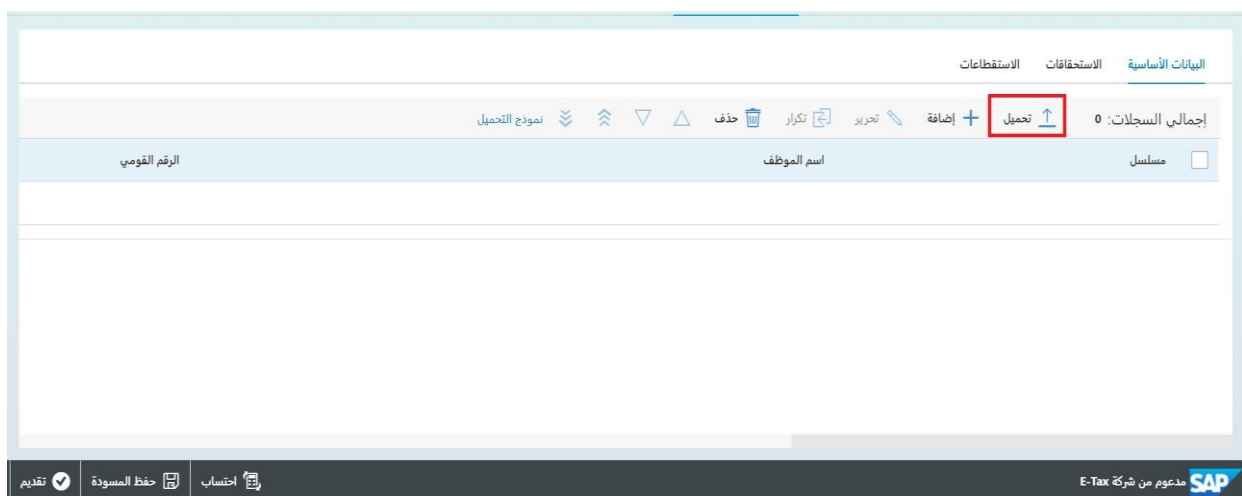 البيانات الأساسية الاستحقاقات الاستقطاعات
إجمالي السجلات: 0 تحميل إضافة تحرير تكرار حذف نموذج التحميل
مسلسل اسم الموظف الرقم القومي
SAP مدعوم من شركة E-Tax احتساب حفظ المسودة تقديم